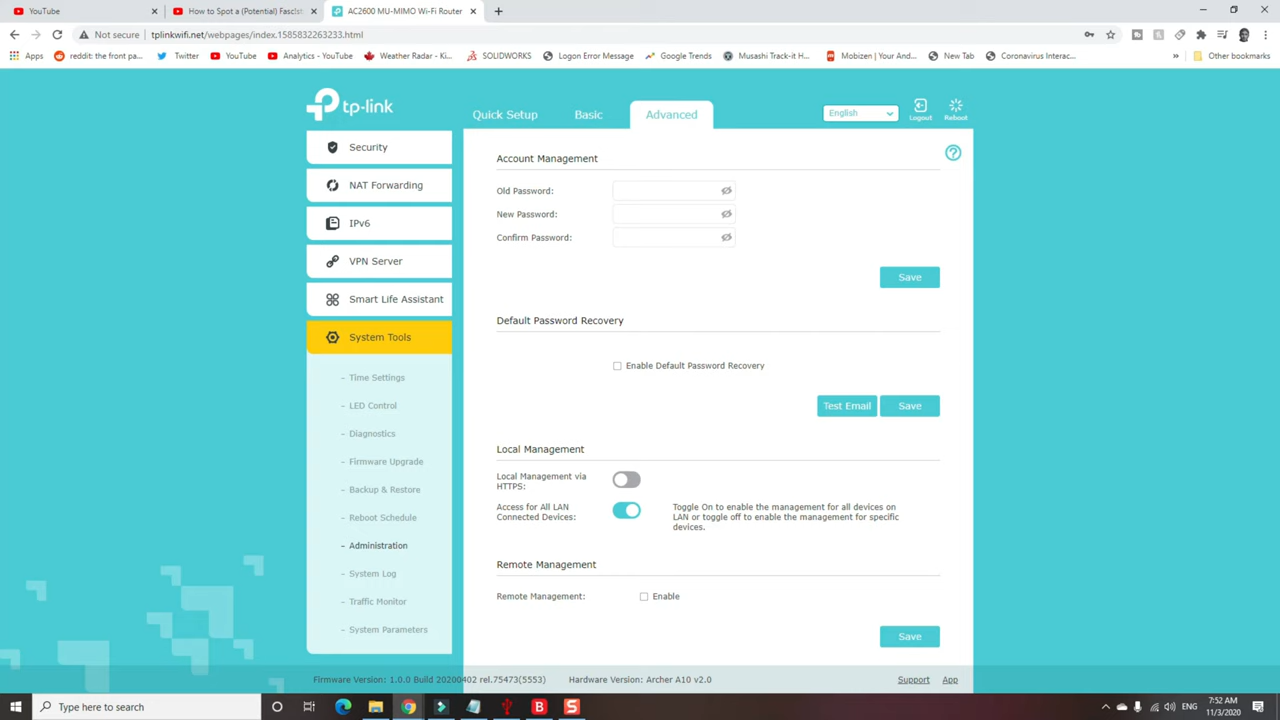 YouTube
How to Spot a (Potential) Fascist
AC2600 MU-MIMO Wi-Fi Router
Not secure
tplinkwifi.net/webpages/index.1585832263233.html
Apps
reddit: the front pa...
Twitter
YouTube
Analytics - YouTube
Weather Radar - Ki...
SOLIDWORKS
Logon Error Message
Google Trends
Musashi Track-it H...
Mobizen | Your And...
New Tab
Coronavirus Interac...
»
Other bookmarks
tp-link
Quick Setup
Basic
Advanced
English
Logout
Reboot
Security
NAT Forwarding
IPv6
VPN Server
Smart Life Assistant
System Tools
- Time Settings
- LED Control
- Diagnostics
- Firmware Upgrade
- Backup & Restore
- Reboot Schedule
- Administration
- System Log
- Traffic Monitor
- System Parameters
Account Management
?
Old Password:
New Password:
Confirm Password:
Save
Default Password Recovery
Enable Default Password Recovery
Test Email
Save
Local Management
Local Management via
HTTPS:
Access for All LAN
Connected Devices:
Toggle On to enable the management for all devices on
LAN or toggle off to enable the management for specific
devices.
Remote Management
Remote Management:
Enable
Save
Firmware Version: 1.0.0 Build 20200402 rel.75473(5553)
Hardware Version: Archer A10 v2.0
Support
App
Type here to search
B
S
ENG
7:52 AM
11/3/2020